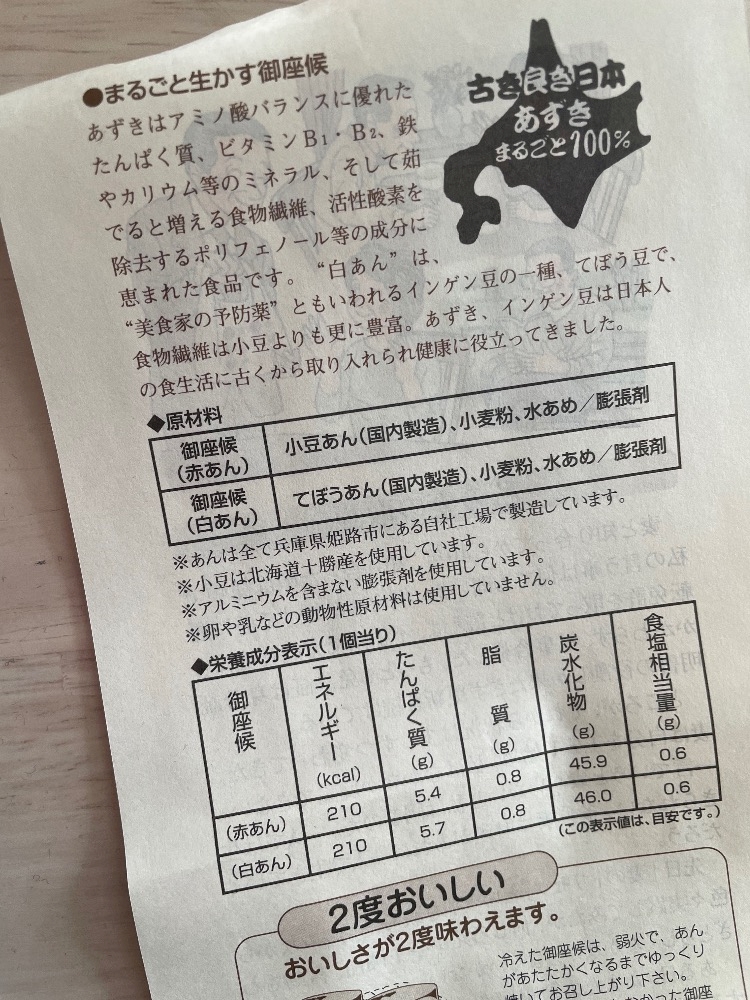 ●まるごと生かす御座候
あずきはアミノ酸バランスに優れた
たんぱく質、ビタミンB₁・B₂、鉄
やカリウム等のミネラル、そして茹
でると増える食物繊維、活性酸素を
除去するポリフェノール等の成分に
恵まれた食品です。“白あん”は、
“美食家の予防薬”ともいわれるインゲン豆の一種、てぼう豆で、
食物繊維は小豆よりも更に豊富。あずき、インゲン豆は日本人
の食生活に古くから取り入れられ健康に役立ってきました。
古き良き日本
あずき
まるごと100%
◆原材料
御座候
(赤あん)
小豆あん(国内製造)、小麦粉、水あめ/膨張剤
御座候
(白あん)
てぼうあん(国内製造)、小麦粉、水あめ/膨張剤
※あんは全て兵庫県姫路市にある自社工場で製造しています。
※小豆は北海道十勝産を使用しています。
※アルミニウムを含まない膨張剤を使用しています。
※卵や乳などの動物性原材料は使用していません。
◆栄養成分表示(1個当り)
御座候 エネルギー(kcal) たんぱく質(g) 脂質(g) 炭水化物(g) 食塩相当量(g)
(赤あん) 210 5.4 0.8 45.9 0.6
(白あん) 210 5.7 0.8 46.0 0.6
(この表示値は、目安です。)
2度おいしい
おいしさが2度味わえます。
冷えた御座候は、弱火で、あん
があたたかくなるまでゆっくり
焼いてお召し上がり下さい。